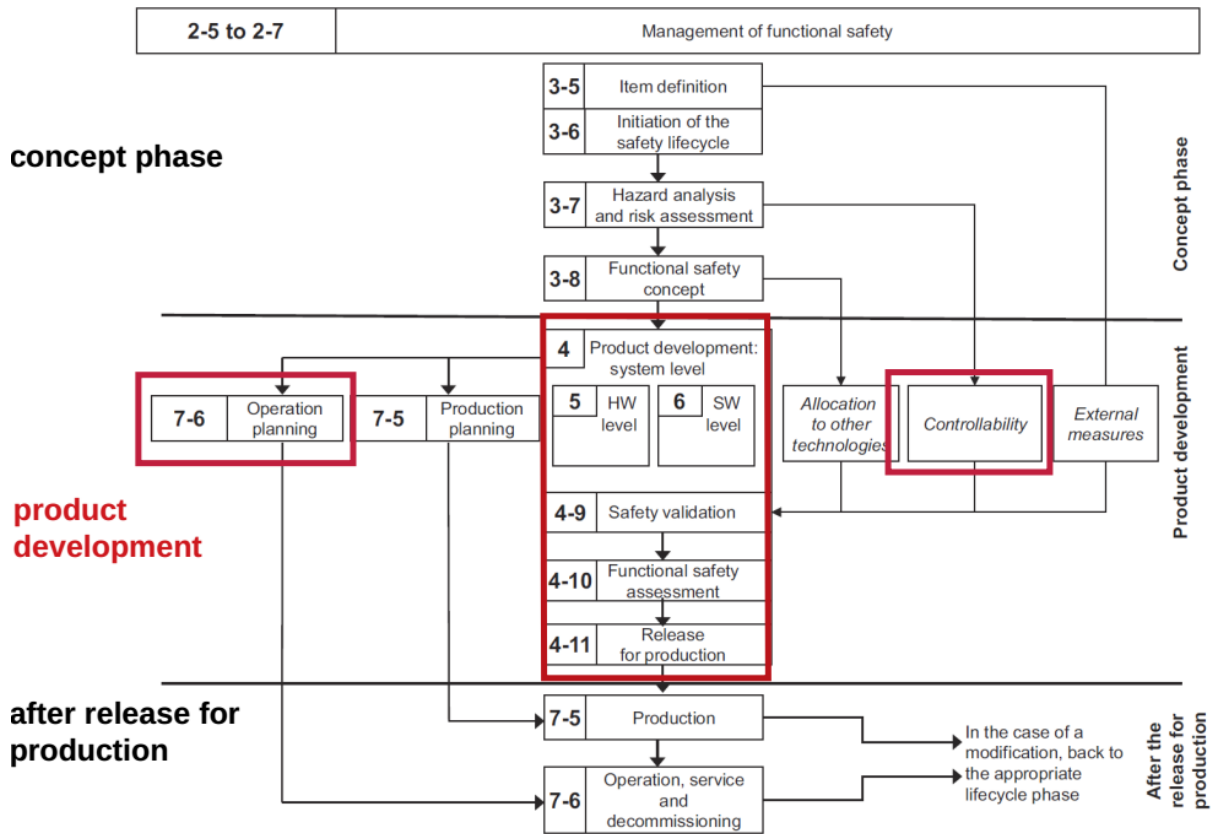 2-5 to 2-7
Management of functional safety
3-5
Item definition
3-6
Initiation of the
safety lifecycle
concept phase
3-7
Hazard analysis
and risk assessment
3-8
Functional safety
concept
Concept phase
4
Product development:
system level
5
HW
level
6
SW
level
7-6
Operation
planning
7-5
Production
planning
Allocation
to other
technologies
Controllability
External
measures
product
development
4-9
Safety validation
4-10
Functional safety
assessment
4-11
Release
for production
Product development
after release for
production
7-5
Production
7-6
Operation, service
and
decommissioning
In the case of a
modification, back to
the appropriate
lifecycle phase
After the
release for
production